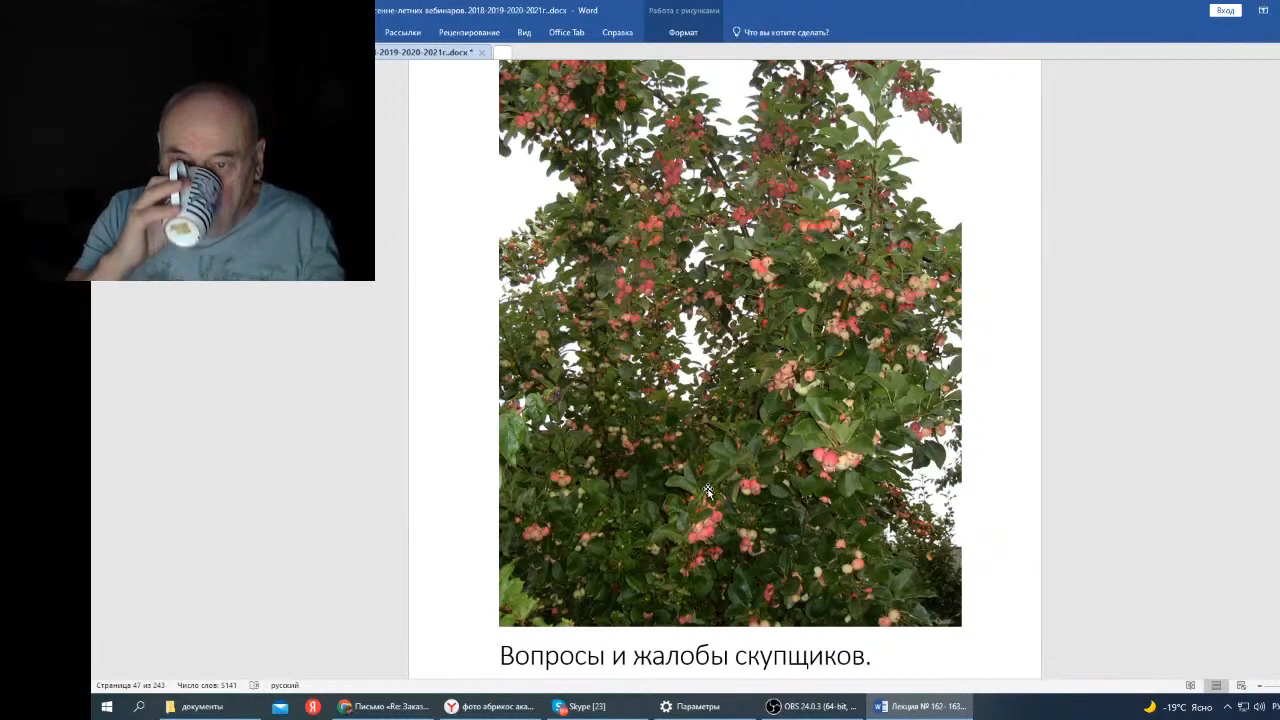 сенне-летних вебинаров. 2018-2019-2020-2021г..docx - Word
Работа с рисунками
Вход
Рассылки Рецензирование Вид Office Tab Справка Формат Что вы хотите сделать?
-2019-2020-2021г..docx *
Вопросы и жалобы скупщиков.
Страница 47 из 243 Число слов: 5141 русский
документы
Письмо «Re: Заказ...
фото абрикос ака...
Skype [23]
Параметры
OBS 24.0.3 (64-bit, ...
Лекция № 162- 163...
-19°C Ясно